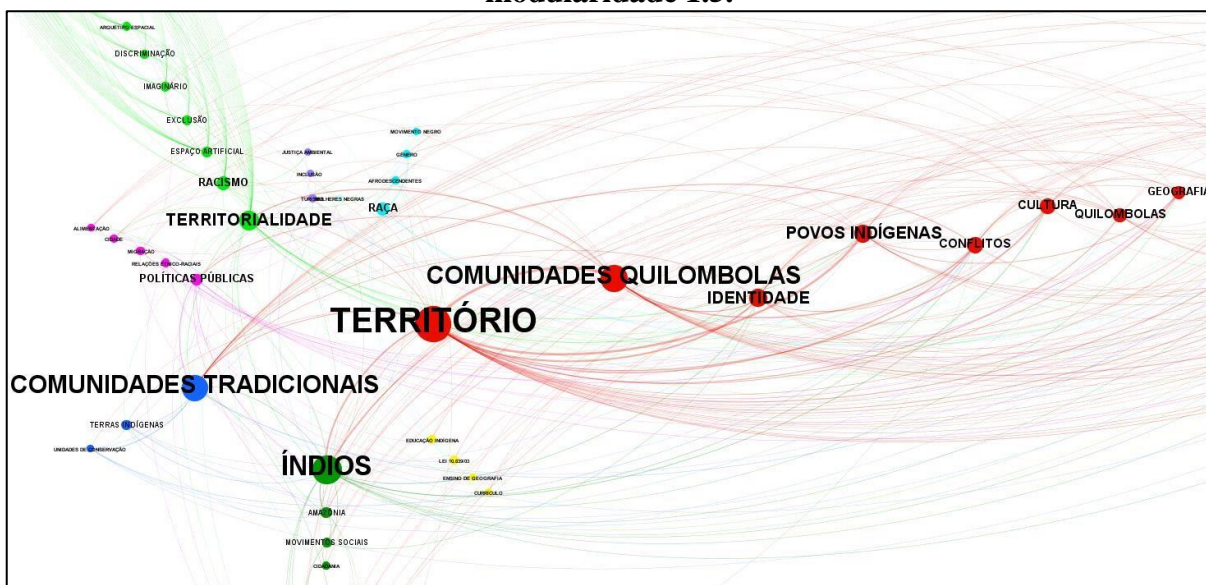 modularidade 1.3.
ARQUÉTIPO ESPACIAL
DISCRIMINAÇÃO
IMAGINÁRIO
EXCLUSÃO
ESPAÇO ARTIFICIAL
RACISMO
TERRITORIALIDADE
MOVIMENTO NEGRO
JUSTIÇA AMBIENTAL
GÊNERO
INCLUSÃO
AFRODESCENDENTES
MULHERES NEGRAS
RAÇA
ALIMENTAÇÃO
CIDADE
MIGRAÇÃO
RELAÇÕES ÉTNICO-RACIAIS
POLÍTICAS PÚBLICAS
GEOGRAFIA
CULTURA
QUILOMBOLAS
POVOS INDÍGENAS
CONFLITOS
COMUNIDADES QUILOMBOLAS
IDENTIDADE
TERRITÓRIO
COMUNIDADES TRADICIONAIS
TERRAS INDÍGENAS
UNIDADES DE CONSERVAÇÃO
EDUCAÇÃO INDÍGENA
LEI 10.639/03
ENSINO DE GEOGRAFIA
CURRÍCULO
ÍNDIOS
AMAZÔNIA
MOVIMENTOS SOCIAIS
CIDADANIA